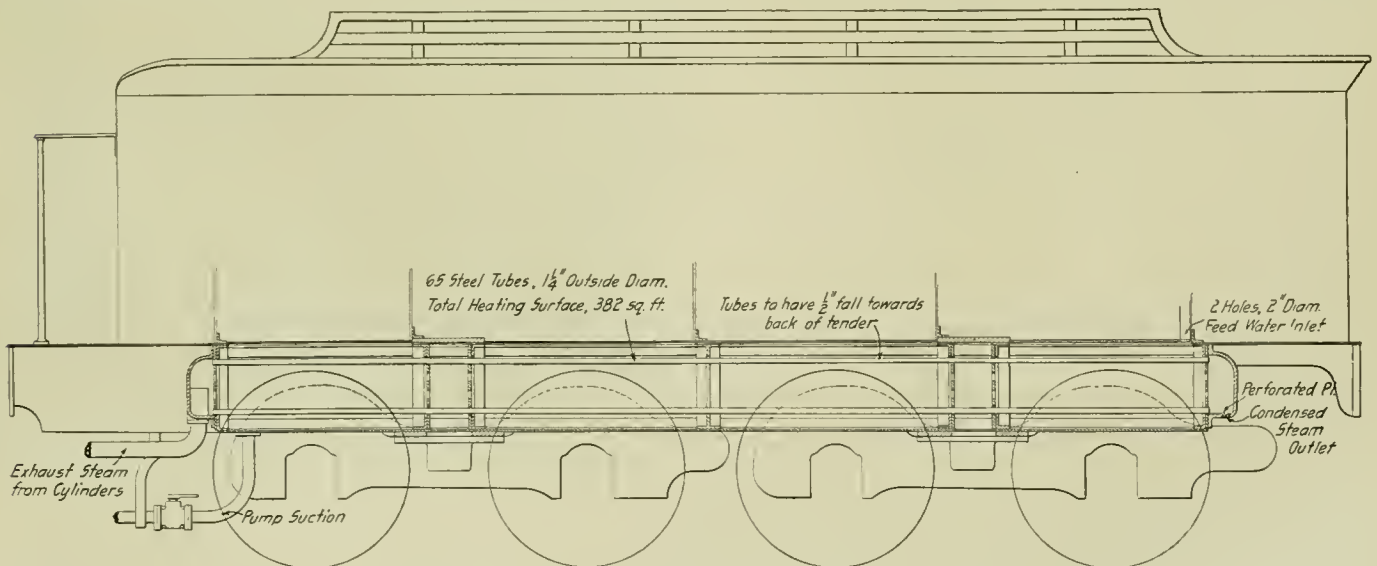 65 Steel Tubes, 1¼" Outside Diam.
Total Heating Surface, 382 sq. ft.
Tubes to have ½" fall towards
back of tender
2 Holes, 2" Diam.
Feed Water Inlet
Perforated Pl.
Condensed
Steam
Outlet
Exhaust Steam
from Cylinders
Pump Suction